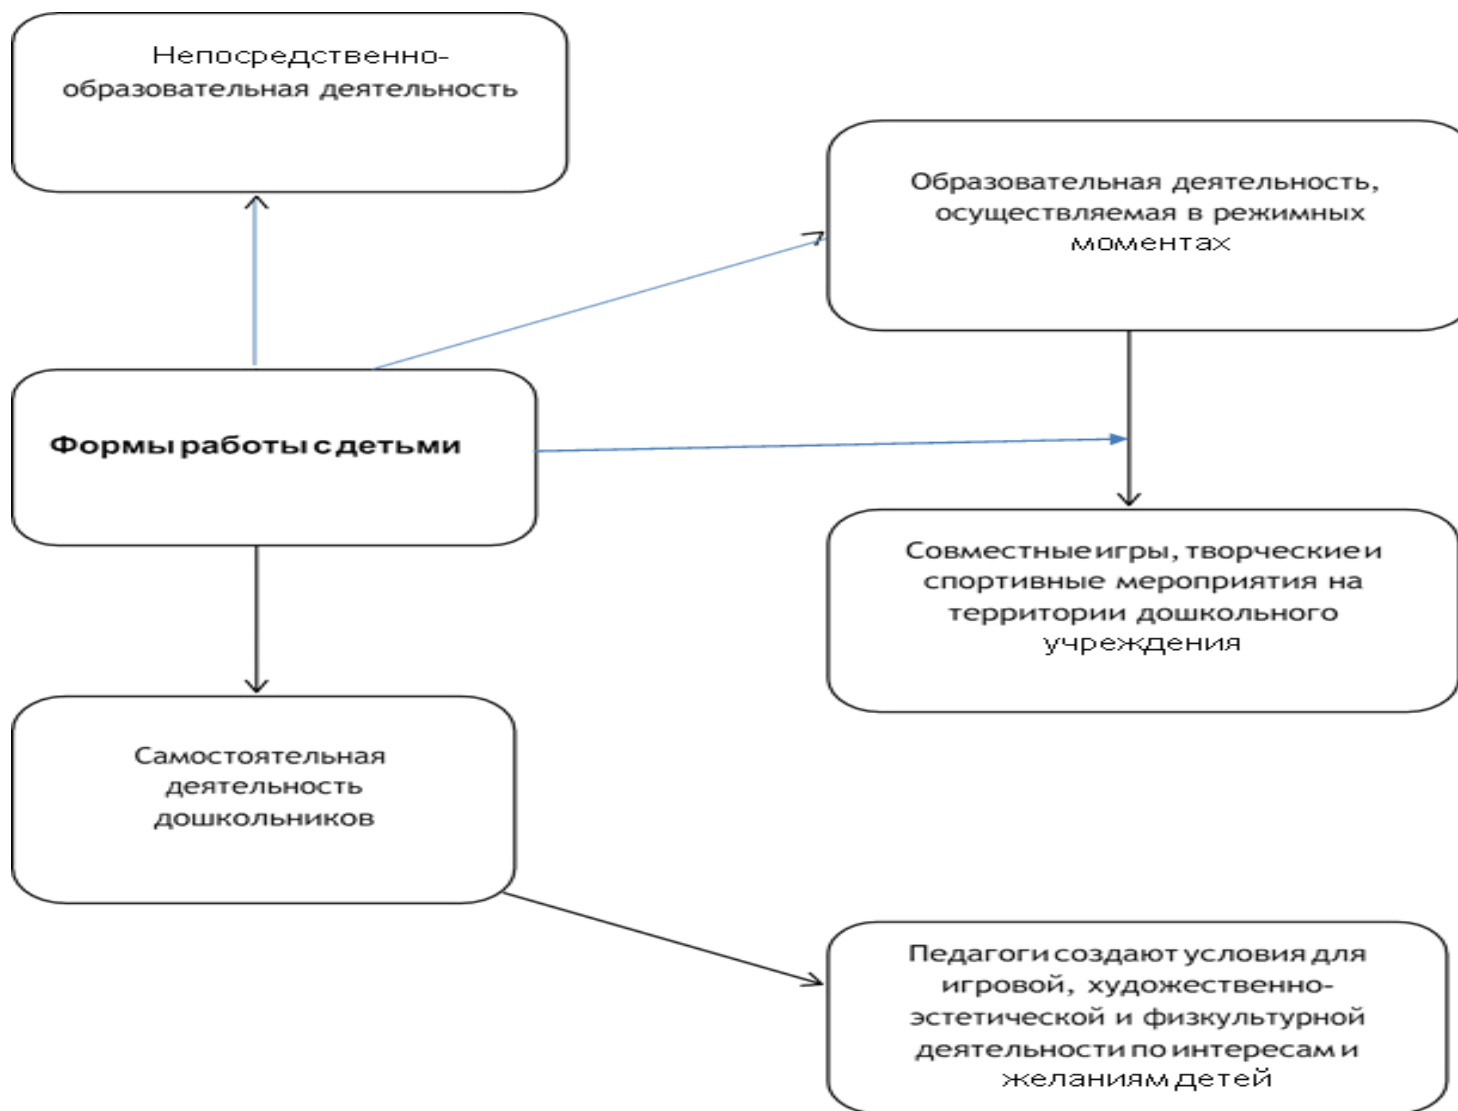 Непосредственно-
образовательная деятельность
Образовательная деятельность,
осуществляемая в режимных
моментах
Формы работы с детьми
Совместные игры, творческие и
спортивные мероприятия на
территории дошкольного
учреждения
Самостоятельная
деятельность
дошкольников
Педагоги создают условия для
игровой, художественно-
эстетической и физкультурной
деятельности по интересам и
желаниям детей